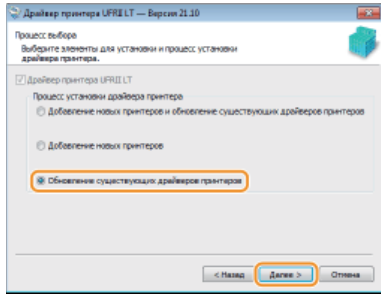 Драйвер принтера UFRII LT — Версия 21.10
Процесс выбора
Выберите элементы для установки и процесс установки
драйвера принтера.
Драйвер принтера UFRII LT
Процесс установки драйвера принтера
Добавление новых принтеров и обновление существующих драйверов принтеров
Добавление новых принтеров
Обновление существующих драйверов принтеров
< Назад
Далее >
Отмена